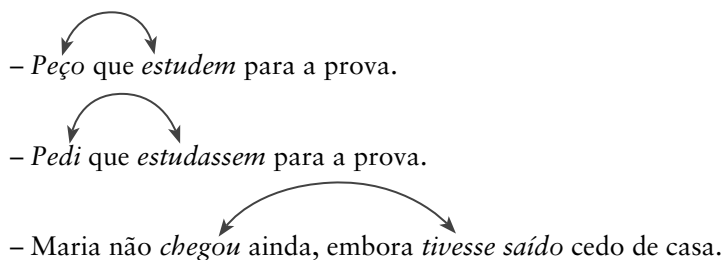 – Peço que estudem para a prova.
– Pedi que estudassem para a prova.
– Maria não chegou ainda, embora tivesse saído cedo de casa.